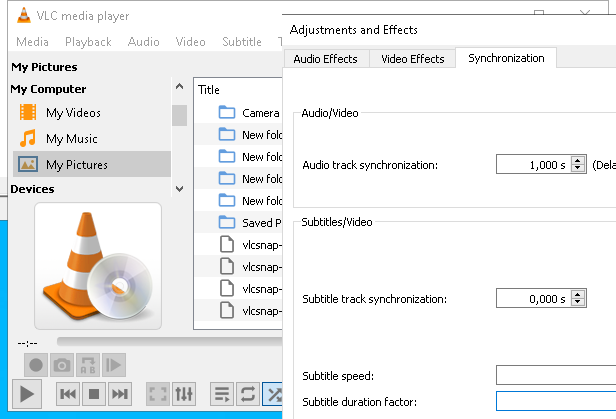 VLC media player
Media Playback Audio Video Subtitle
My Pictures
My Computer
My Videos
My Music
My Pictures
Devices
Title
Camera
New fold
New fold
New fold
New fold
Saved P
vlcsnap-
vlcsnap-
vlcsnap-
vlcsnap-
--:--
Adjustments and Effects
Audio Effects Video Effects Synchronization
Audio/Video
Audio track synchronization: 1,000 s (Dela
Subtitles/Video
Subtitle track synchronization: 0,000 s
Subtitle speed:
Subtitle duration factor: